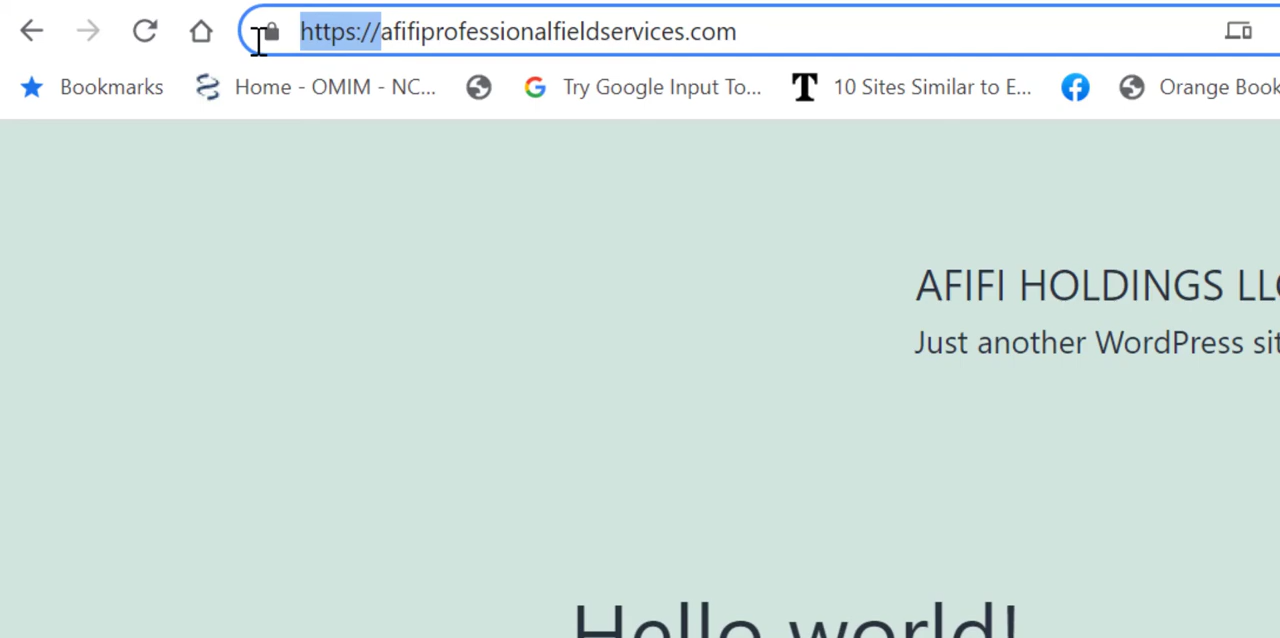 https://afifiprofessionalfieldservices.com
Bookmarks Home - OMIM - NC... Try Google Input To... T 10 Sites Similar to E... Orange Book
AFIFI HOLDINGS LLC
Just another WordPress sit
Hello world!